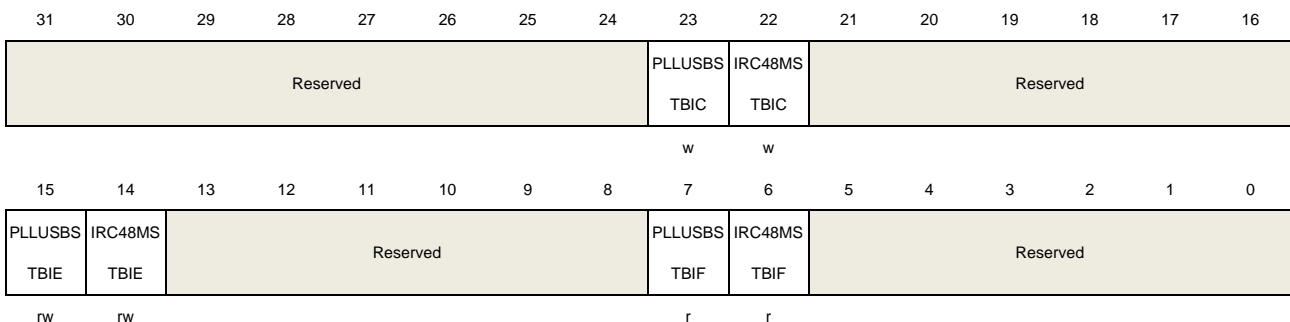 31 30 29 28 27 26 25 24 23 22 21 20 19 18 17 16
Reserved PLLUSBS IRC48MS Reserved
TBIC TBIC
w w
15 14 13 12 11 10 9 8 7 6 5 4 3 2 1 0
PLLUSBS IRC48MS Reserved PLLUSBS IRC48MS Reserved
TBIE TBIE TBIF TBIF
rw rw r r